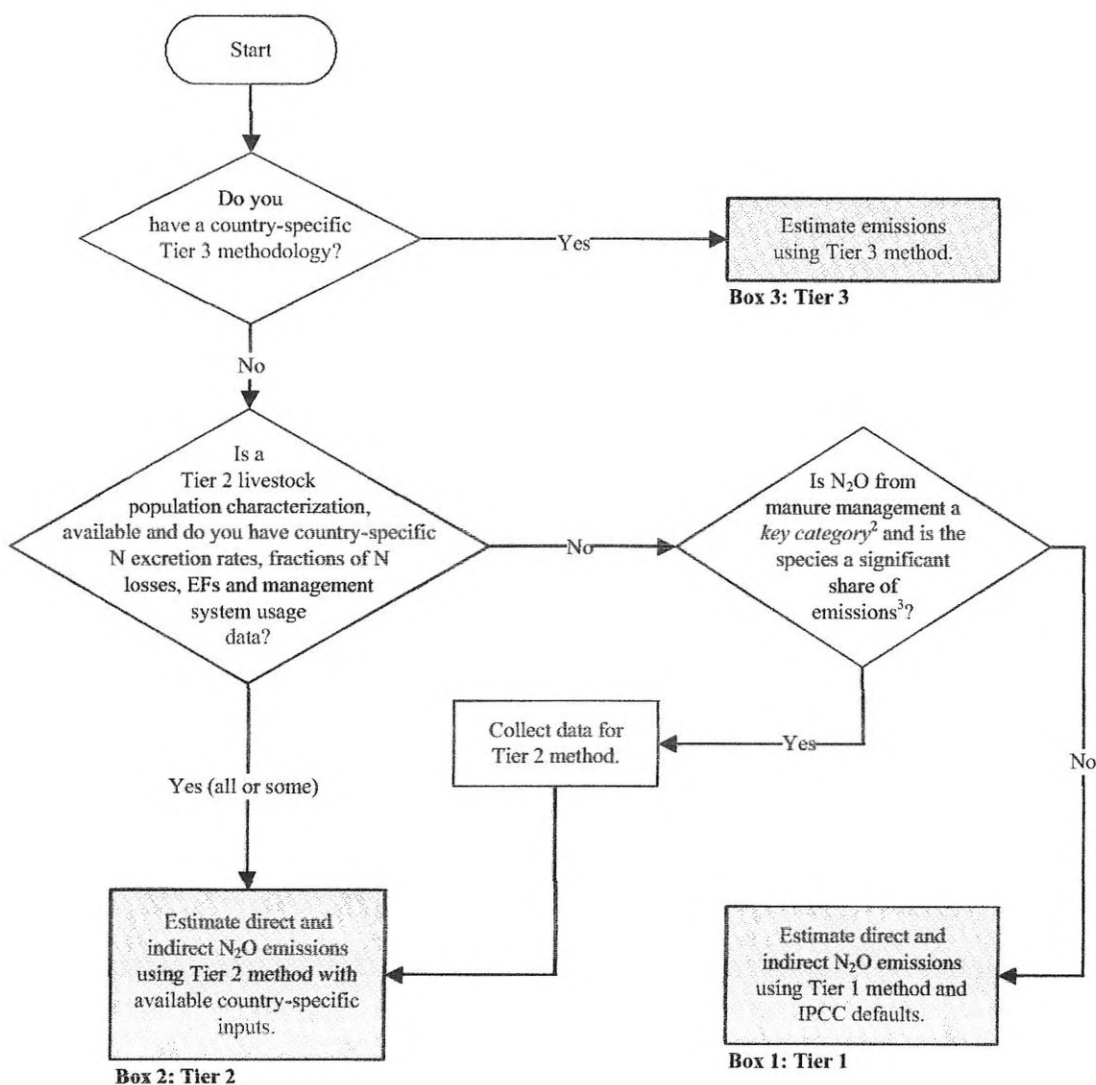 Start
Do you
have a country-specific
Tier 3 methodology?
Yes
Estimate emissions
using Tier 3 method.
Box 3: Tier 3
No
Is a
Tier 2 livestock
population characterization,
available and do you have country-specific
N excretion rates, fractions of N
losses, EFs and management
system usage
data?
No
Is N₂O from
manure management a
key category² and is the
species a significant
share of
emissions³?
Collect data for
Tier 2 method.
Yes
No
Yes (all or some)
Estimate direct and
indirect N₂O emissions
using Tier 2 method with
available country-specific
inputs.
Box 2: Tier 2
Estimate direct and
indirect N₂O emissions
using Tier 1 method and
IPCC defaults.
Box 1: Tier 1